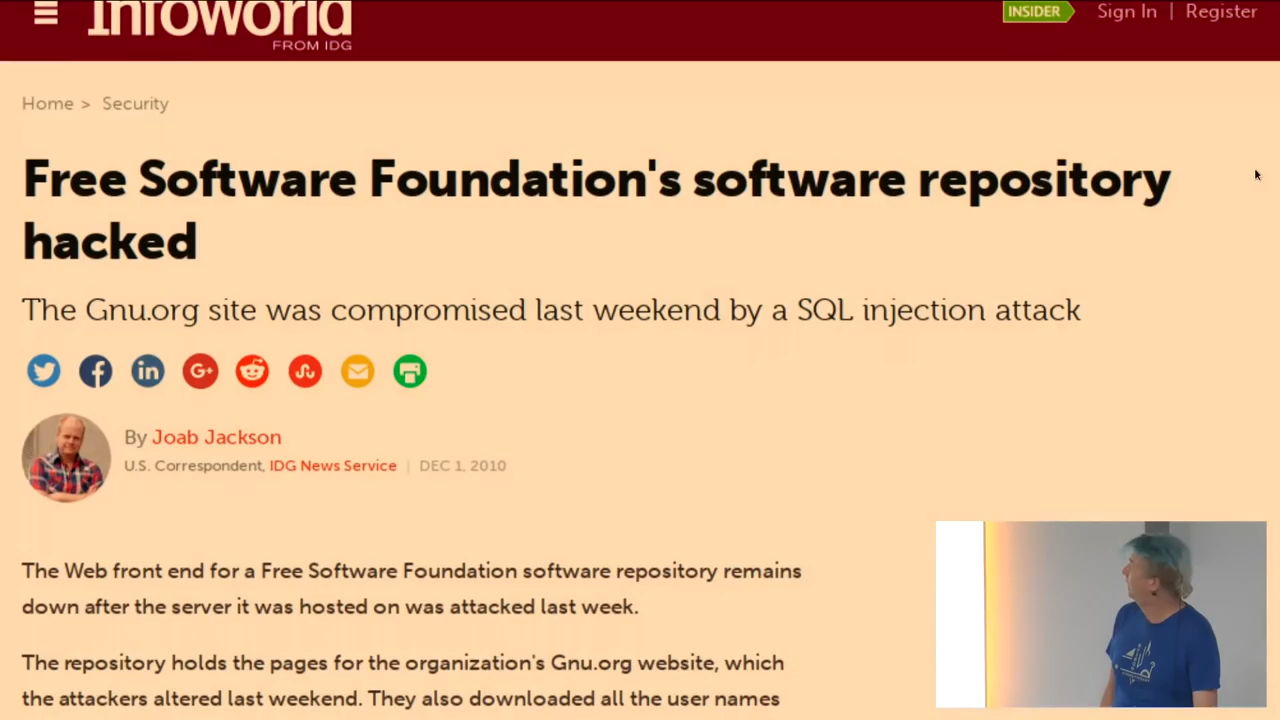 InfoWorld
FROM IDG
INSIDER
Sign In | Register
Home > Security
Free Software Foundation's software repository
hacked
The Gnu.org site was compromised last weekend by a SQL injection attack
By Joab Jackson
U.S. Correspondent, IDG News Service | DEC 1, 2010
The Web front end for a Free Software Foundation software repository remains
down after the server it was hosted on was attacked last week.
The repository holds the pages for the organization's Gnu.org website, which
the attackers altered last weekend. They also downloaded all the user names